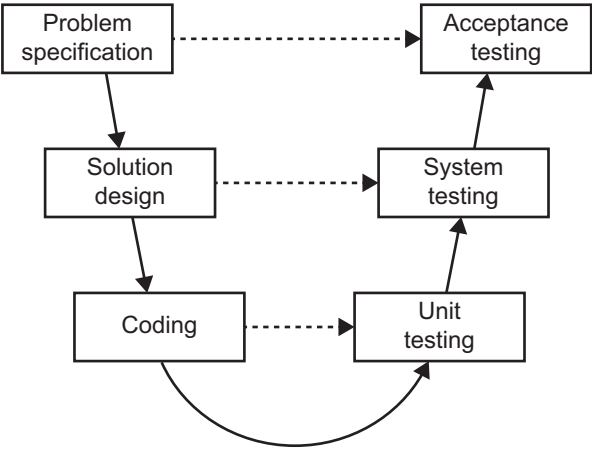 Problem
specification
Acceptance
testing
Solution
design
System
testing
Coding
Unit
testing